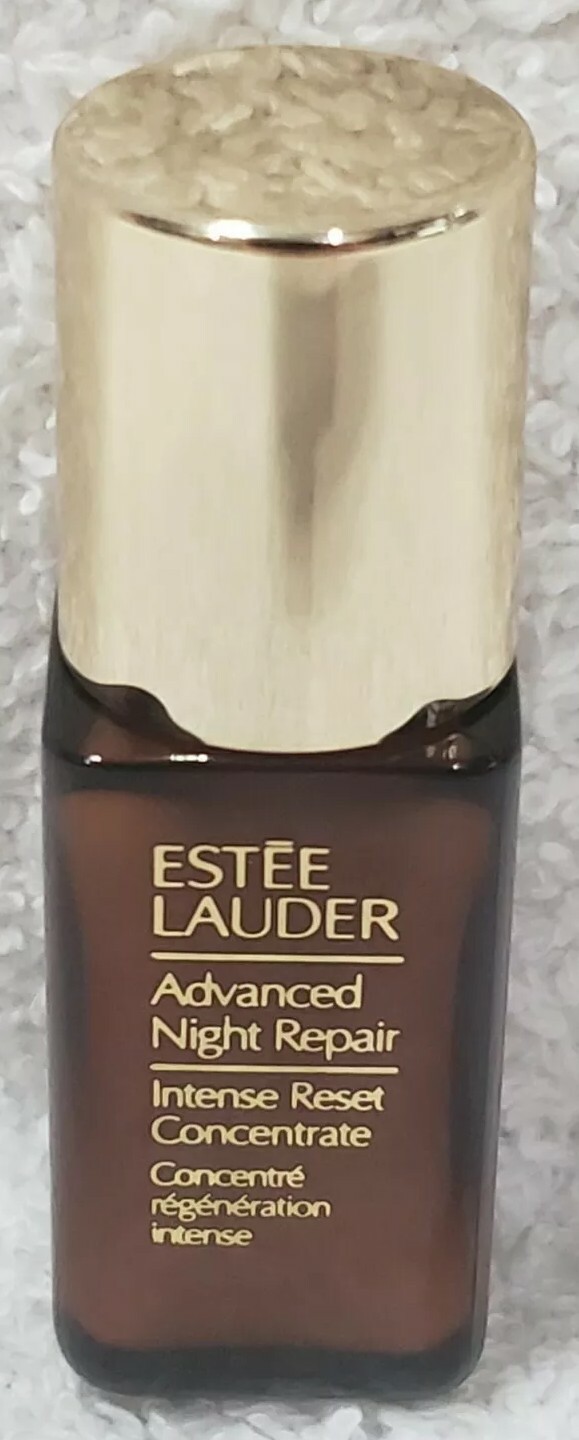 ESTĒE
LAUDER
Advanced
Night Repair
Intense Reset
Concentrate
Concentré
régénération
intense